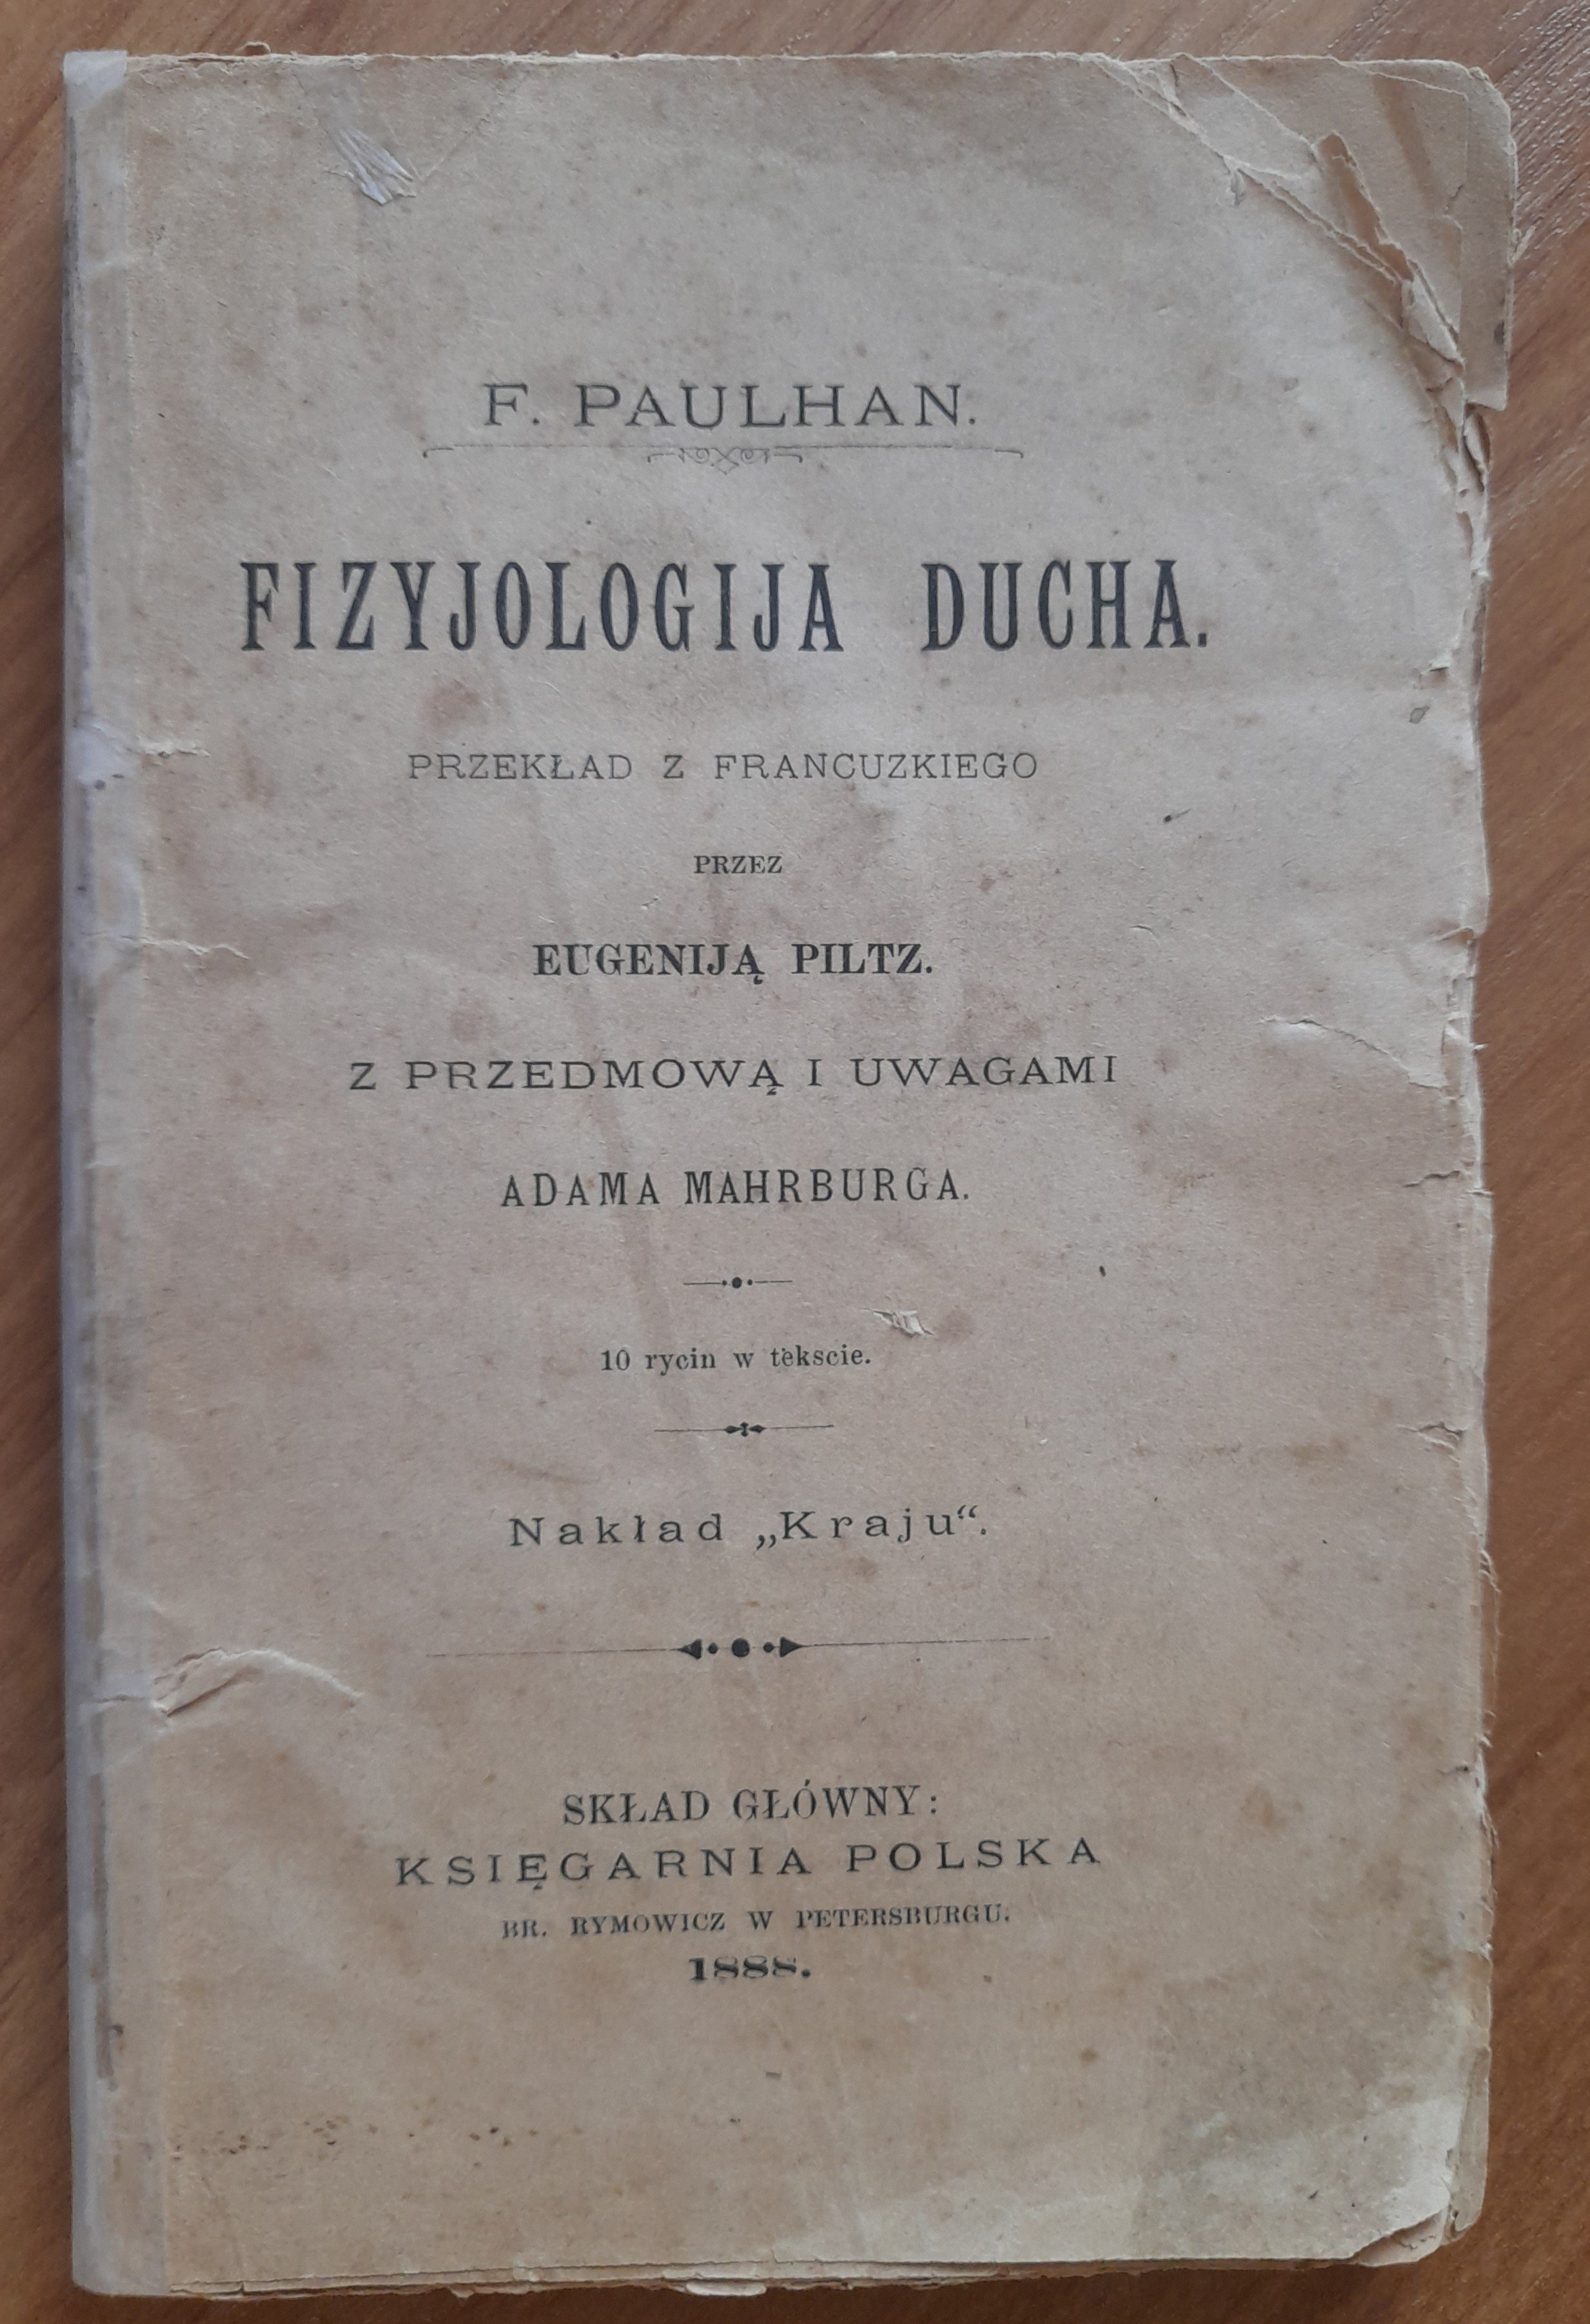 F. PAULHAN.
FIZYJOLOGIJA DUCHA.
PRZEKŁAD Z FRANCUZKIEGO
PRZEZ
EUGENIJĄ PILTZ.
Z PRZEDMOWĄ I UWAGAMI
ADAMA MAHRBURGA.
10 rycin w tekscie.
Nakład „Kraju“.
SKŁAD GŁÓWNY:
KSIĘGARNIA POLSKA
BR. RYMOWICZ W PETERSBURGU.
1888.